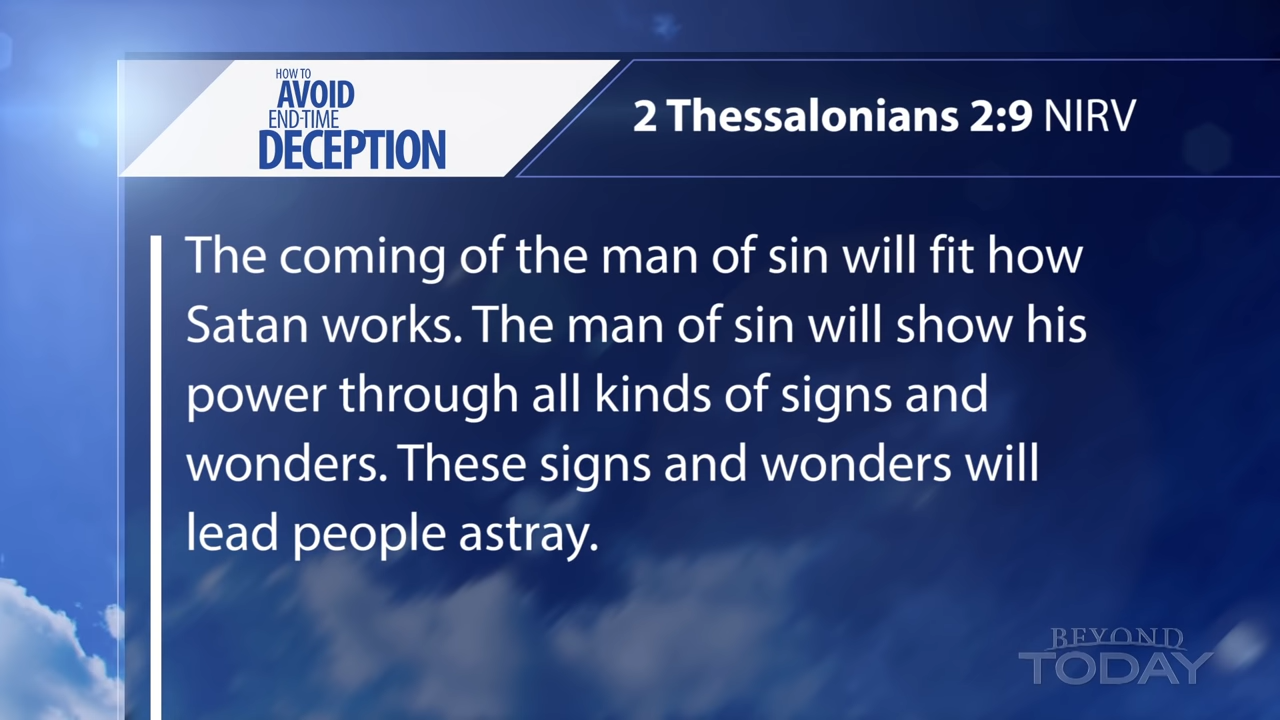 HOW TO
AVOID
END-TIME
DECEPTION
2 Thessalonians 2:9 NIRV
The coming of the man of sin will fit how
Satan works. The man of sin will show his
power through all kinds of signs and
wonders. These signs and wonders will
lead people astray.
BEYOND
TODAY